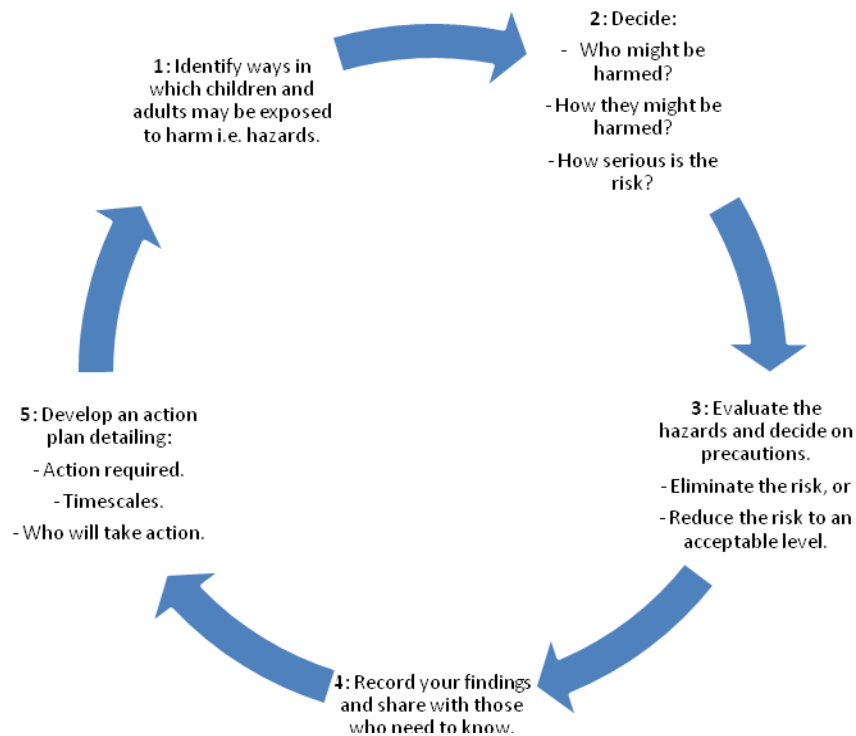 1: Identify ways in
which children and
adults may be exposed
to harm i.e. hazards.
2: Decide:
- Who might be
harmed?
- How they might be
harmed?
- How serious is the
risk?
3: Evaluate the
hazards and decide on
precautions.
- Eliminate the risk, or
- Reduce the risk to an
acceptable level.
4: Record your findings
and share with those
who need to know.
5: Develop an action
plan detailing:
- Action required.
- Timescales.
- Who will take action.